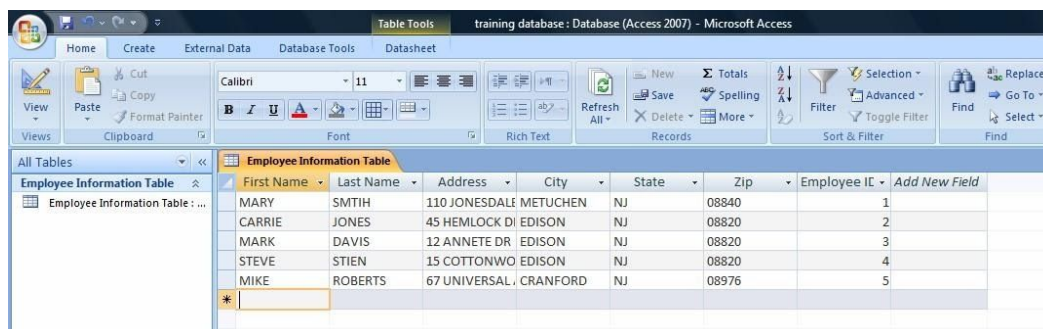 Table Tools training database : Database (Access 2007) - Microsoft Access
Home Create External Data Database Tools Datasheet
View
Views
Paste
Cut
Copy
Format Painter
Clipboard
Calibri 11
B I U A
Font
Rich Text
Refresh All
New
Save
Delete
Σ Totals
Spelling
More
Records
Filter
Selection
Advanced
Toggle Filter
Sort & Filter
Find
Replace
Go To
Select
Find
All Tables
Employee Information Table
Employee Information Table : ...
Employee Information Table
First Name Last Name Address City State Zip Employee ID Add New Field
MARY SMTIH 110 JONESDALE METUCHEN NJ 08840 1
CARRIE JONES 45 HEMLOCK DI EDISON NJ 08820 2
MARK DAVIS 12 ANNETE DR EDISON NJ 08820 3
STEVE STIEN 15 COTTONWO EDISON NJ 08820 4
MIKE ROBERTS 67 UNIVERSAL CRANFORD NJ 08976 5